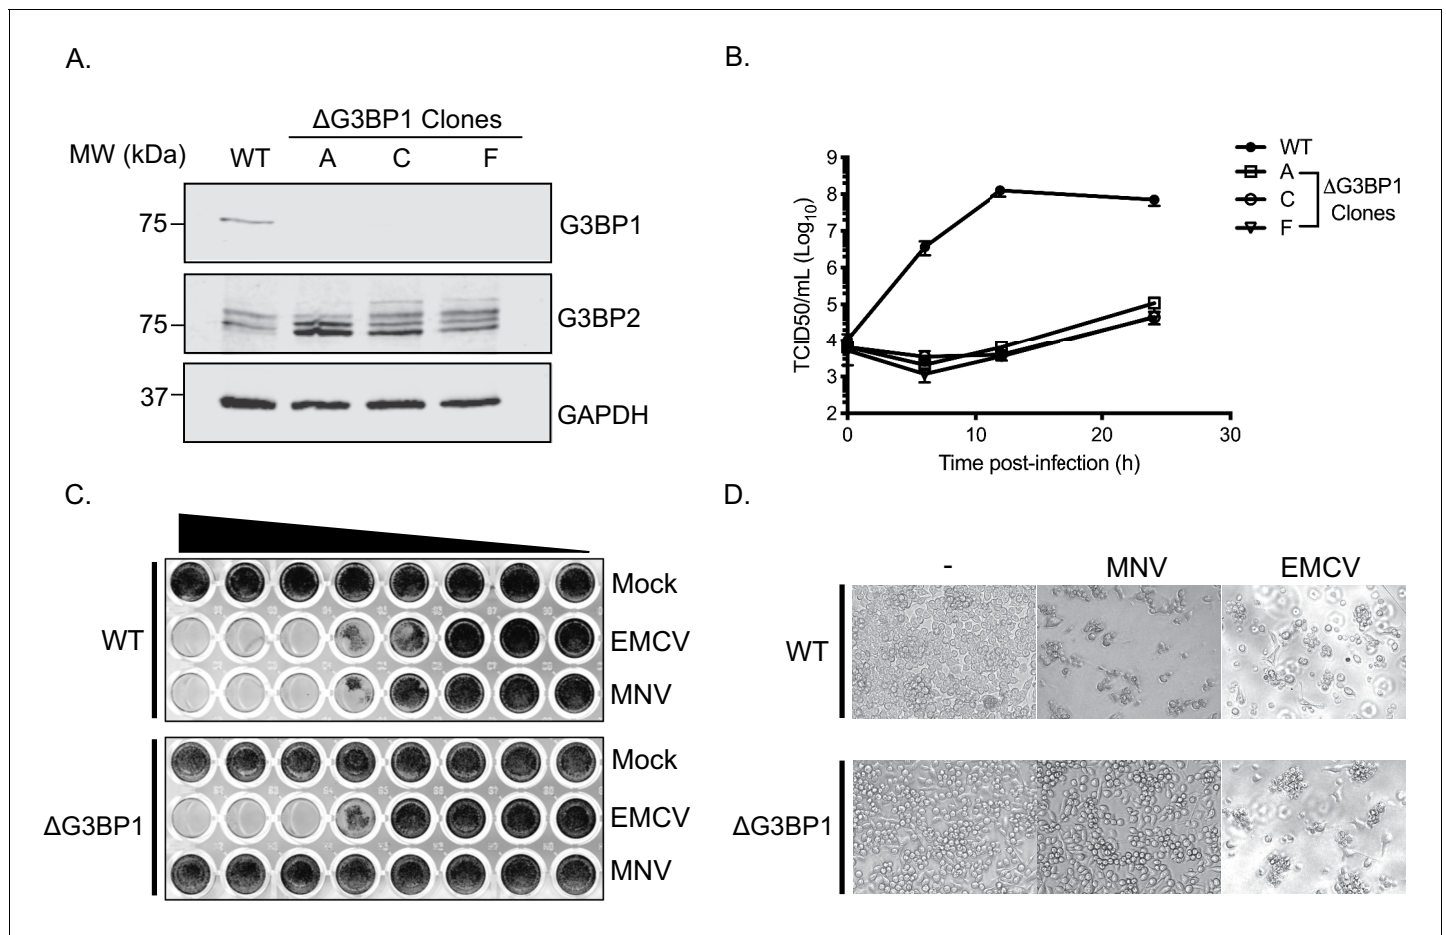 A.
ΔG3BP1 Clones
MW (kDa) WT A C F
75
G3BP1
75
G3BP2
37
GAPDH
B.
WT
A
C
F
ΔG3BP1
Clones
9
8
7
6
5
4
3
2
TCID50/mL (Log10)
0 10 20 30
Time post-infection (h)
C.
WT
Mock
EMCV
MNV
ΔG3BP1
Mock
EMCV
MNV
D.
- MNV EMCV
WT
ΔG3BP1